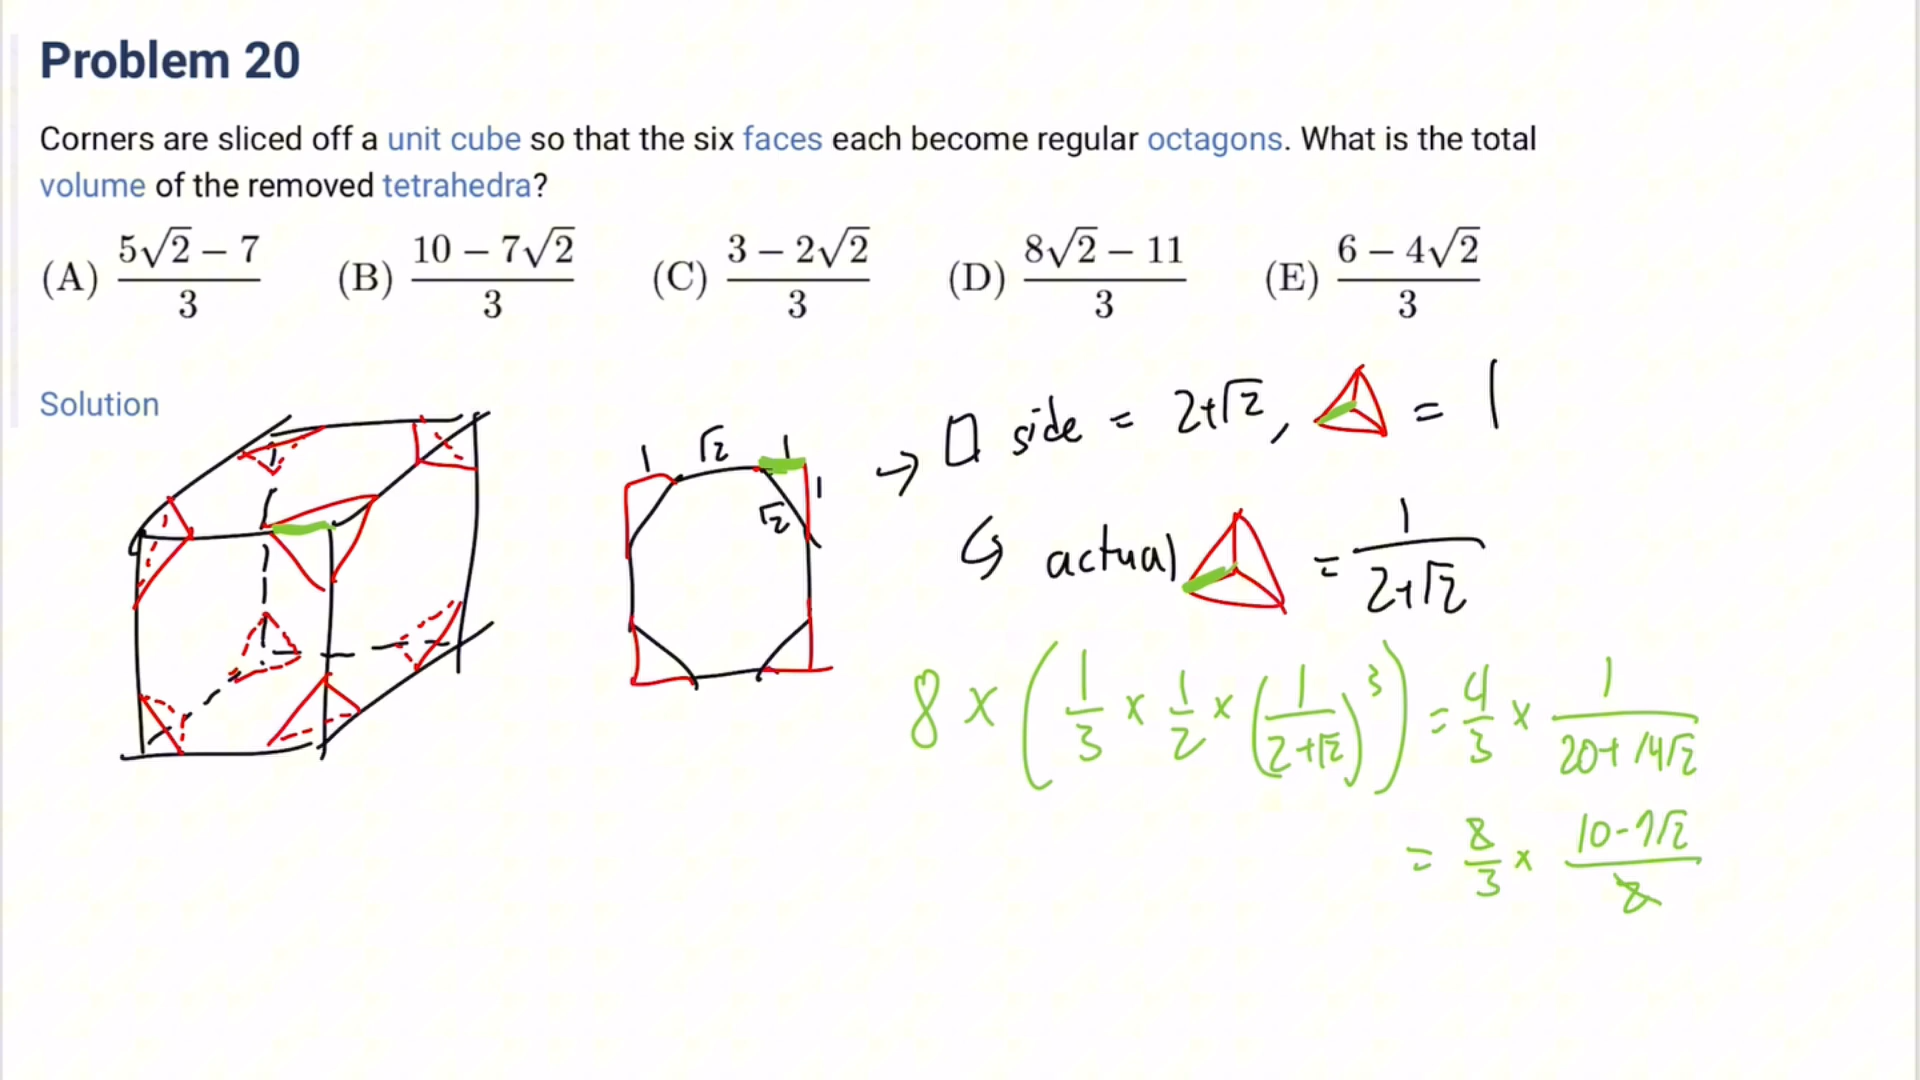 Problem 20
Corners are sliced off a unit cube so that the six faces each become regular octagons. What is the total
volume of the removed tetrahedra?
(A) (5√2 − 7)/3 (B) (10 − 7√2)/3 (C) (3 − 2√2)/3 (D) (8√2 − 11)/3 (E) (6 − 4√2)/3
Solution
1 √2 1
1
√2
→ □ side = 2+√2, = 1
↳ actual = 1/(2+√2)
8 × (1/3 × 1/2 × (1/(2+√2))³) = 4/3 × 1/(20+14√2)
= 8/3 × (10-7√2)/8